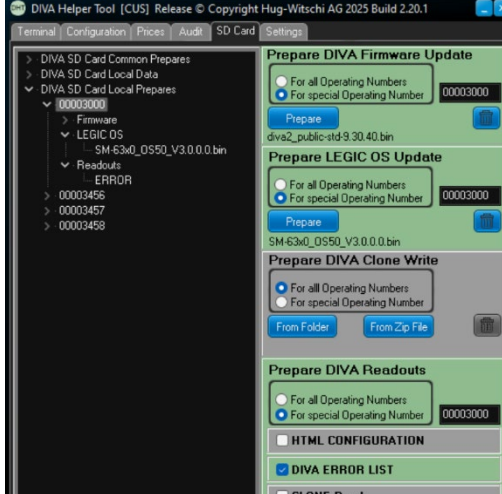 DIVA Helper Tool [CUS] Release © Copyright Hug-Witschi AG 2025 Build 2.20.1
Terminal Configuration Prices Audit SD Card Settings
DIVA SD Card Common Prepares
DIVA SD Card Local Data
DIVA SD Card Local Prepares
00003000
Firmware
LEGIC OS
SM-63x0_OS50_V3.0.0.0.bin
Readouts
ERROR
00003456
00003457
00003458
Prepare DIVA Firmware Update
For all Operating Numbers
For special Operating Number 00003000
Prepare
diva2_public-std-9.30.40.bin
Prepare LEGIC OS Update
For all Operating Numbers
For special Operating Number 00003000
Prepare
SM-63x0_OS50_V3.0.0.0.bin
Prepare DIVA Clone Write
For all Operating Numbers
For special Operating Number
From Folder From Zip File
Prepare DIVA Readouts
For all Operating Numbers
For special Operating Number 00003000
HTML CONFIGURATION
DIVA ERROR LIST